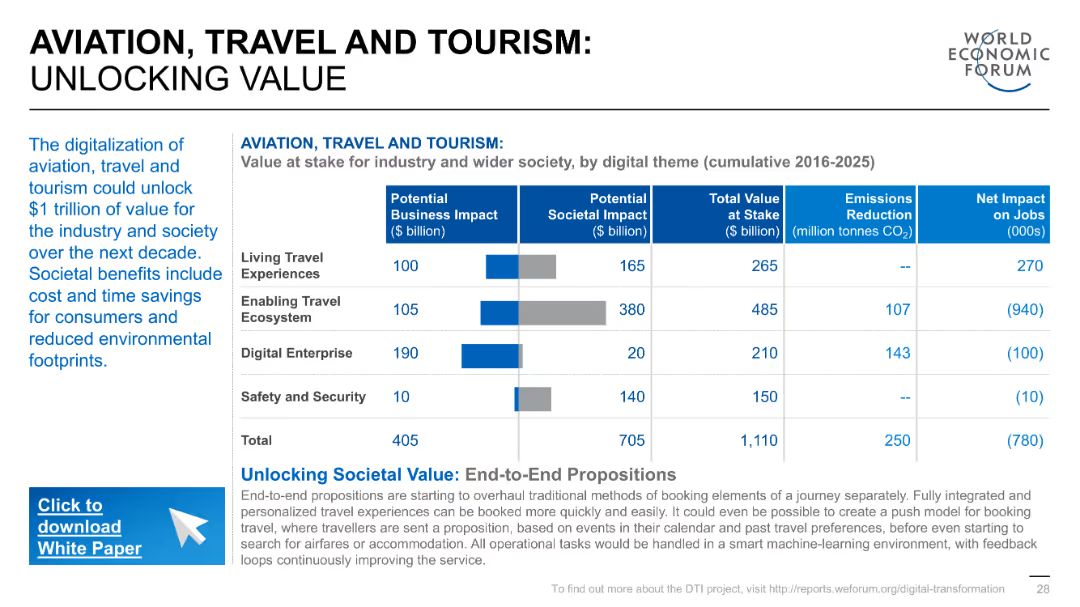 AVIATION, TRAVEL AND TOURISM:
UNLOCKING VALUE
WORLD
ECONOMIC
FORUM
The digitalization of
aviation, travel and
tourism could unlock
$1 trillion of value for
the industry and society
over the next decade.
Societal benefits include
cost and time savings
for consumers and
reduced environmental
footprints.
Click to
download
White Paper
AVIATION, TRAVEL AND TOURISM:
Value at stake for industry and wider society, by digital theme (cumulative 2016-2025)
Potential Business Impact ($ billion) Potential Societal Impact ($ billion) Total Value at Stake ($ billion) Emissions Reduction (million tonnes CO₂) Net Impact on Jobs (000s)
Living Travel Experiences 100 165 265 -- 270
Enabling Travel Ecosystem 105 380 485 107 (940)
Digital Enterprise 190 20 210 143 (100)
Safety and Security 10 140 150 -- (10)
Total 405 705 1,110 250 (780)
Unlocking Societal Value: End-to-End Propositions
End-to-end propositions are starting to overhaul traditional methods of booking elements of a journey separately. Fully integrated and
personalized travel experiences can be booked more quickly and easily. It could even be possible to create a push model for booking
travel, where travellers are sent a proposition, based on events in their calendar and past travel preferences, before even starting to
search for airfares or accommodation. All operational tasks would be handled in a smart machine-learning environment, with feedback
loops continuously improving the service.
To find out more about the DTI project, visit http://reports.weforum.org/digital-transformation
28